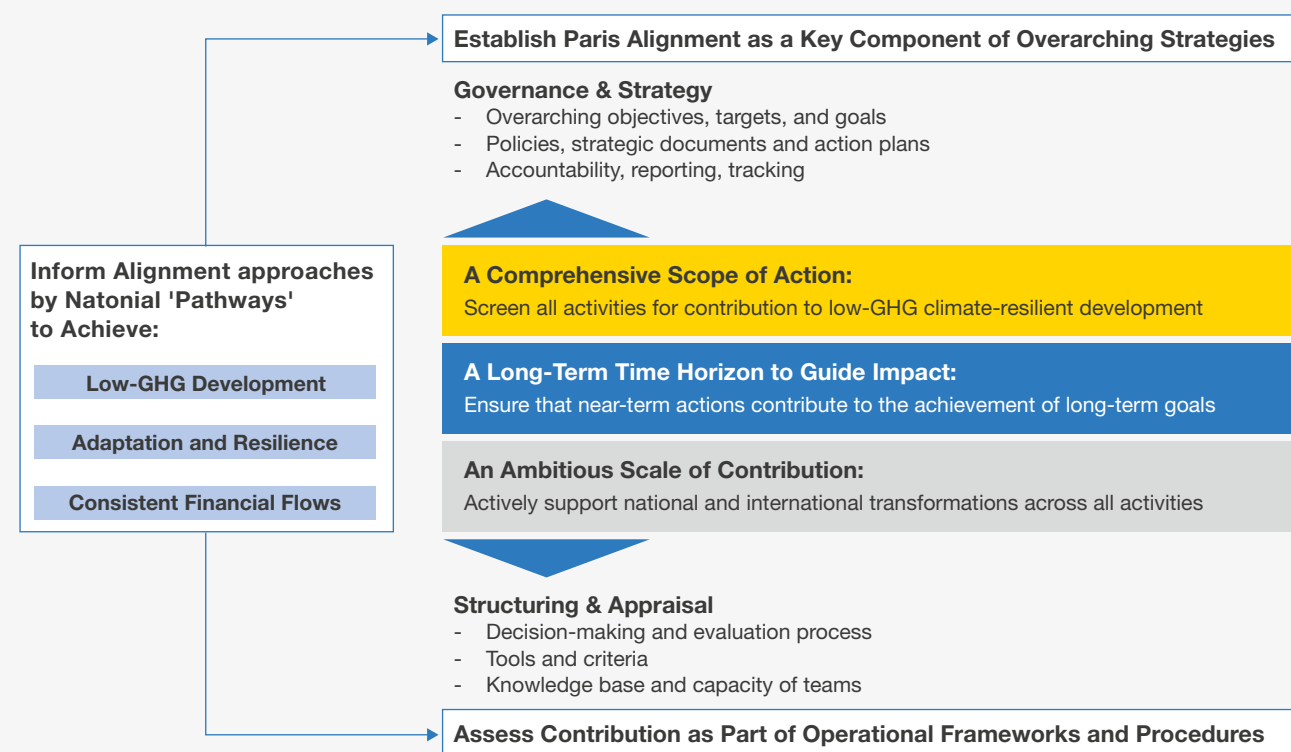 Establish Paris Alignment as a Key Component of Overarching Strategies
Governance & Strategy
- Overarching objectives, targets, and goals
- Policies, strategic documents and action plans
- Accountability, reporting, tracking
Inform Alignment approaches
by Natonial 'Pathways'
to Achieve:
Low-GHG Development
Adaptation and Resilience
Consistent Financial Flows
A Comprehensive Scope of Action:
Screen all activities for contribution to low-GHG climate-resilient development
A Long-Term Time Horizon to Guide Impact:
Ensure that near-term actions contribute to the achievement of long-term goals
An Ambitious Scale of Contribution:
Actively support national and international transformations across all activities
Structuring & Appraisal
- Decision-making and evaluation process
- Tools and criteria
- Knowledge base and capacity of teams
Assess Contribution as Part of Operational Frameworks and Procedures